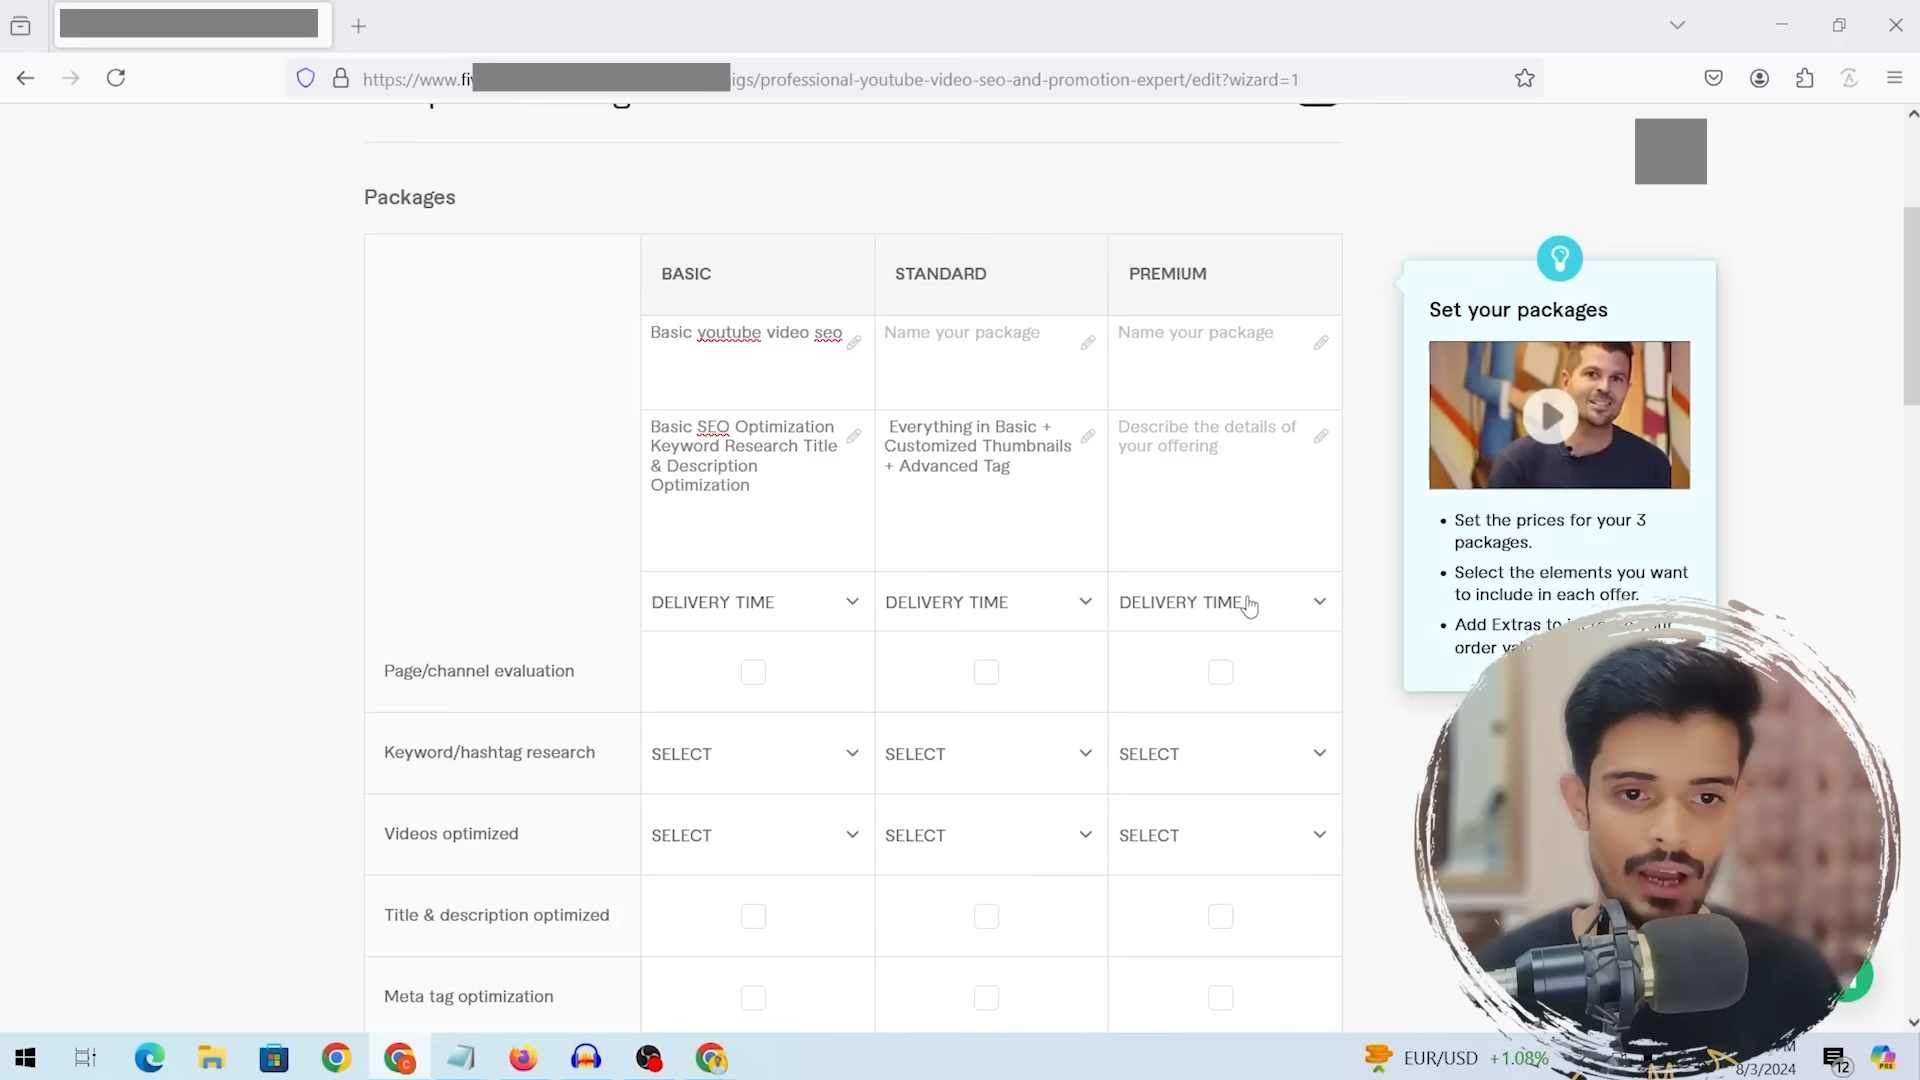 https://www.fi
igs/professional-youtube-video-seo-and-promotion-expert/edit?wizard=1
Packages
BASIC
STANDARD
PREMIUM
Basic youtube video seo
Name your package
Name your package
Basic SEO Optimization
Keyword Research Title
& Description
Optimization
Everything in Basic +
Customized Thumbnails
+ Advanced Tag
Describe the details of
your offering
DELIVERY TIME
DELIVERY TIME
DELIVERY TIME
Page/channel evaluation
Keyword/hashtag research
SELECT
SELECT
SELECT
Videos optimized
SELECT
SELECT
SELECT
Title & description optimized
Meta tag optimization
Set your packages
• Set the prices for your 3
packages.
• Select the elements you want
to include in each offer.
• Add Extras to
order
EUR/USD +1.08%
8/3/2024
12
PRE